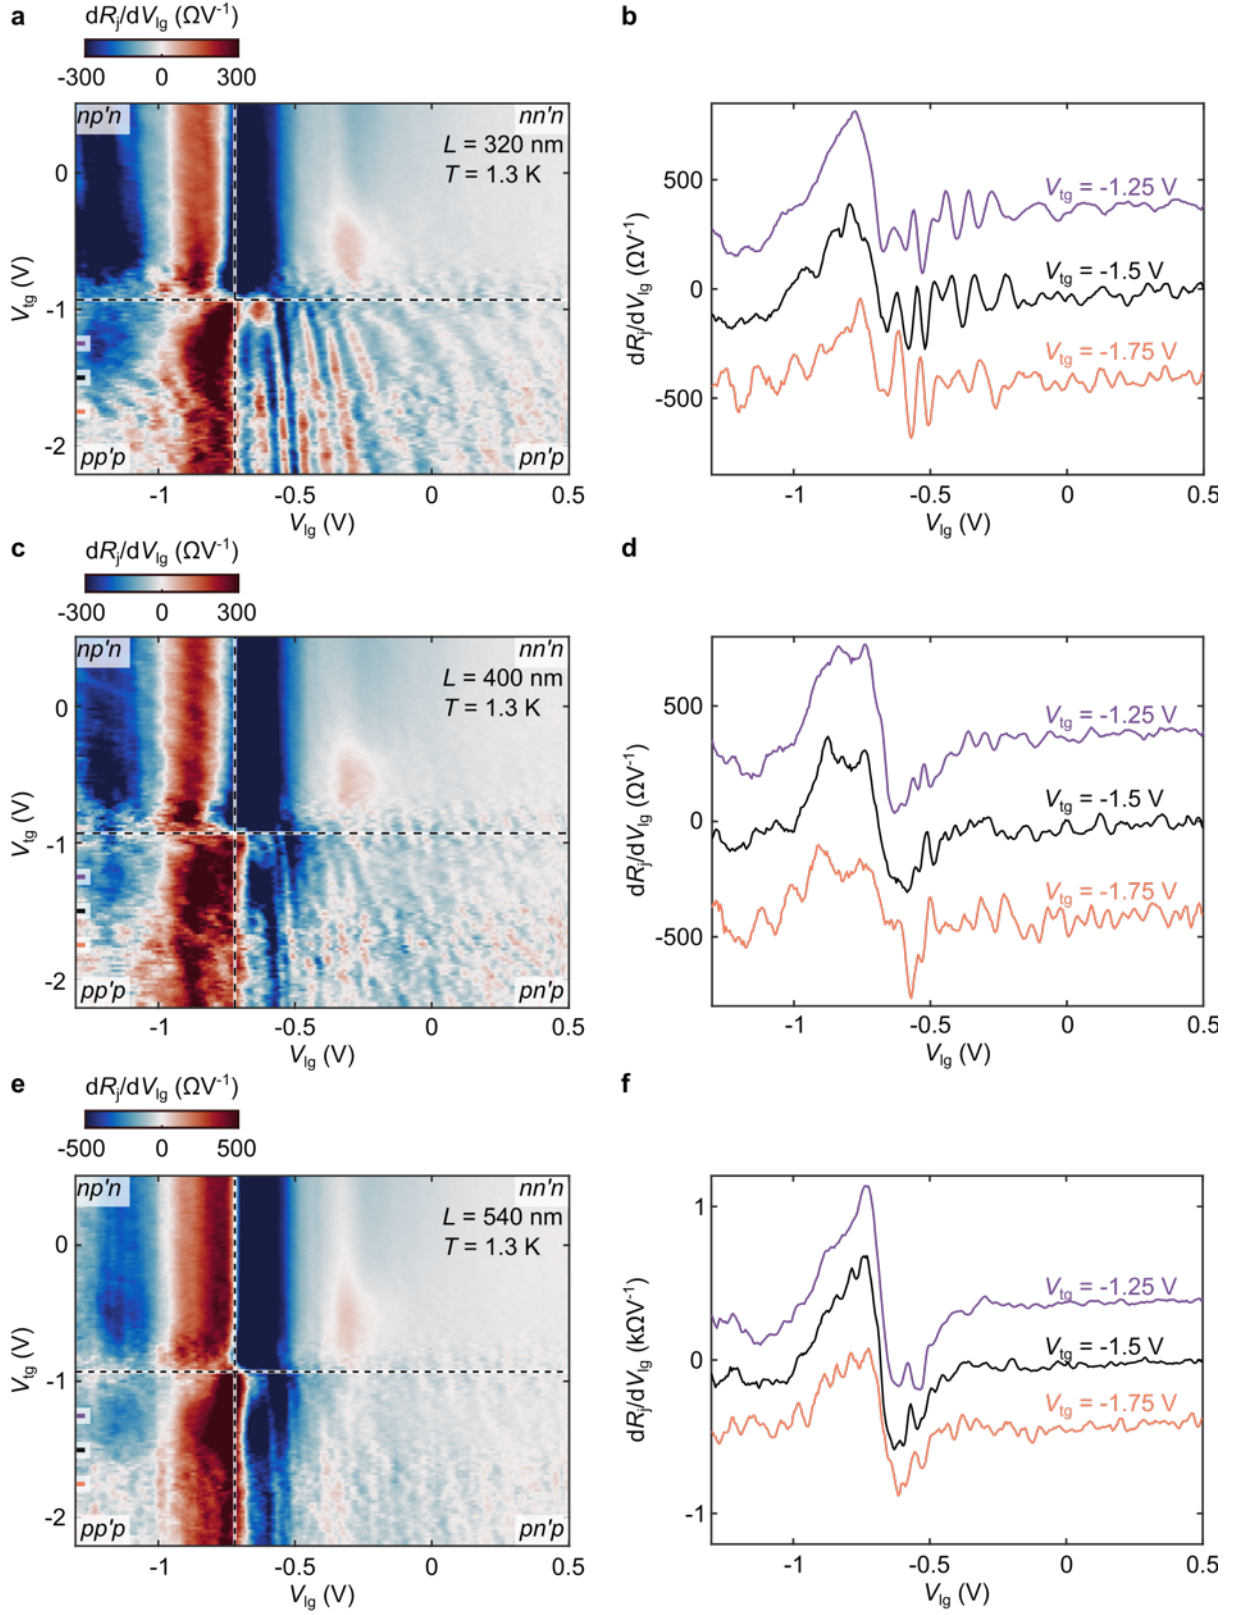 a
dRj/dVlg (ΩV-1)
-300 0 300
np'n
nn'n
L = 320 nm
T = 1.3 K
0
-1
-2
Vtg (V)
pp'p
pn'p
-1 -0.5 0 0.5
Vlg (V)
b
500
0
-500
dRj/dVlg (ΩV-1)
Vtg = -1.25 V
Vtg = -1.5 V
Vtg = -1.75 V
-1 -0.5 0 0.5
Vlg (V)
c
dRj/dVlg (ΩV-1)
-300 0 300
np'n
nn'n
L = 400 nm
T = 1.3 K
0
-1
-2
Vtg (V)
pp'p
pn'p
-1 -0.5 0 0.5
Vlg (V)
d
500
0
-500
dRj/dVlg (ΩV-1)
Vtg = -1.25 V
Vtg = -1.5 V
Vtg = -1.75 V
-1 -0.5 0 0.5
Vlg (V)
e
dRj/dVlg (ΩV-1)
-500 0 500
np'n
nn'n
L = 540 nm
T = 1.3 K
0
-1
-2
Vtg (V)
pp'p
pn'p
-1 -0.5 0 0.5
Vlg (V)
f
1
0
-1
dRj/dVlg (kΩV-1)
Vtg = -1.25 V
Vtg = -1.5 V
Vtg = -1.75 V
-1 -0.5 0 0.5
Vlg (V)